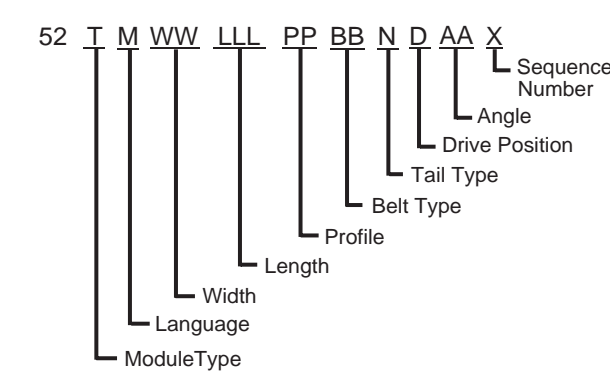 52 T M WW LLL PP BB N D AA X
Sequence
Number
Angle
Drive Position
Tail Type
Belt Type
Profile
Length
Width
Language
ModuleType